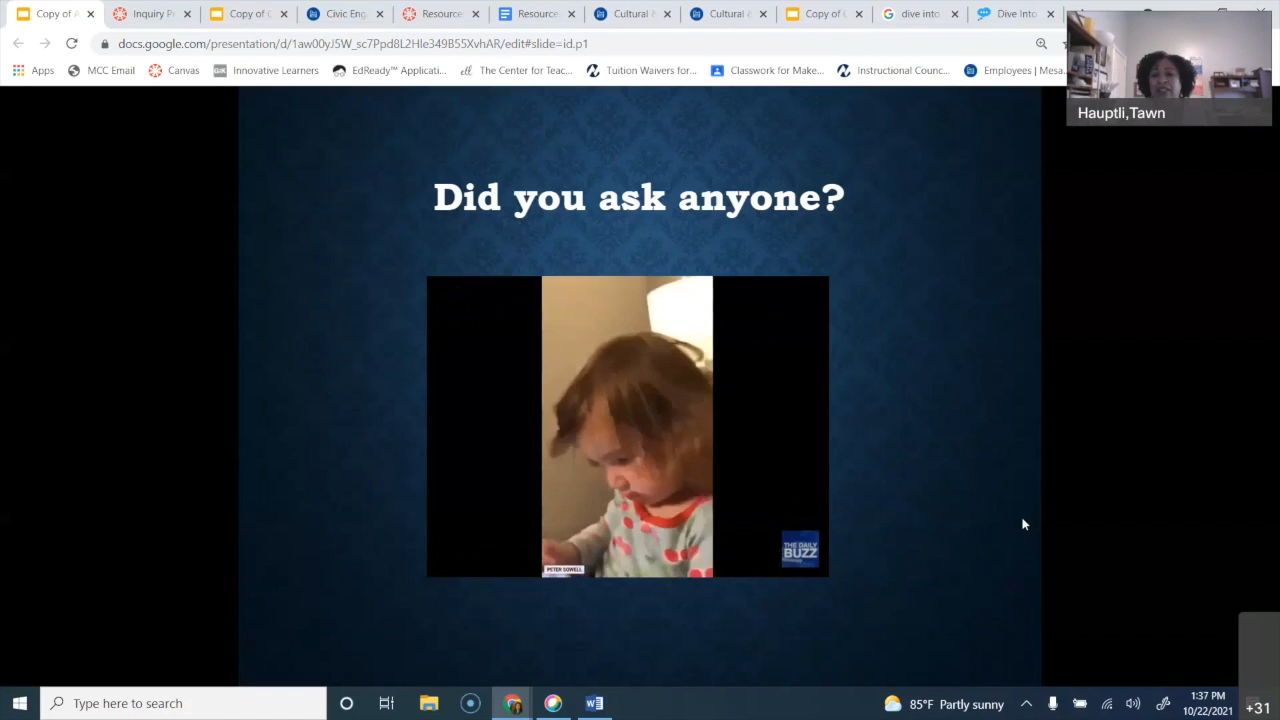 Copy of A
Inquiry Po
Copy of C
Civic Eng
Resource
Resource
Cultural &
Cultural &
Copy of C
dive into
Dive Into
docs.google.com/presentation/d/1aw00yJ5W_sc7Ppd8L2Hle349B55XvhAR/edit#slide=id.p1
Apps
MCC Email
Canvas
Innovative Learners
EdReady™ Applicati...
The Center for Teac...
Tuition Waivers for...
Classwork for Make...
Instructional Counc...
Employees | Mesa
Hauptli,Tawn
Did you ask anyone?
PETER SOWELL
THE DAILY
BUZZ
Type here to search
85°F Partly sunny
1:37 PM
10/22/2021
+31